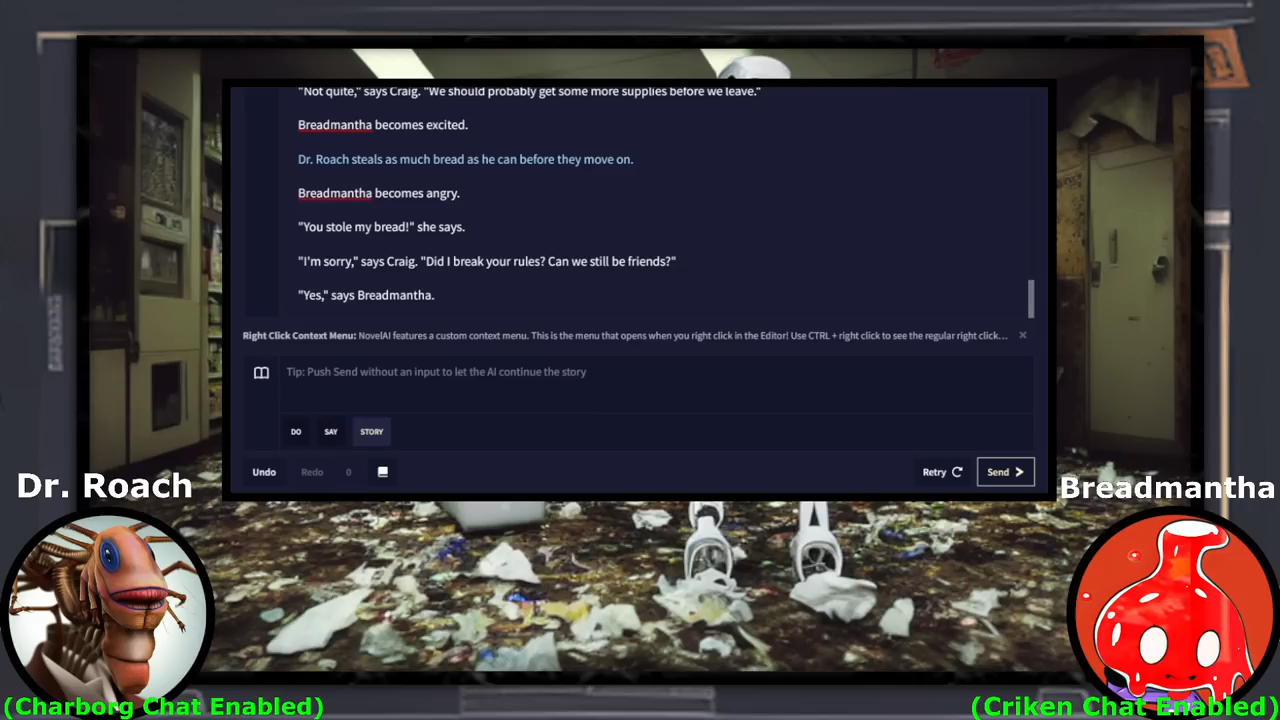 "Not quite," says Craig. "We should probably get some more supplies before we leave."
Breadmantha becomes excited.
Dr. Roach steals as much bread as he can before they move on.
Breadmantha becomes angry.
"You stole my bread!" she says.
"I'm sorry," says Craig. "Did I break your rules? Can we still be friends?"
"Yes," says Breadmantha.
Right Click Context Menu: NovelAI features a custom context menu. This is the menu that opens when you right click in the Editor! Use CTRL + right click to see the regular right click...
Tip: Push Send without an input to let the AI continue the story
DO SAY STORY
Undo Redo 0 Retry Send
Dr. Roach
Breadmantha
(Charborg Chat Enabled)
(Criken Chat Enabled)